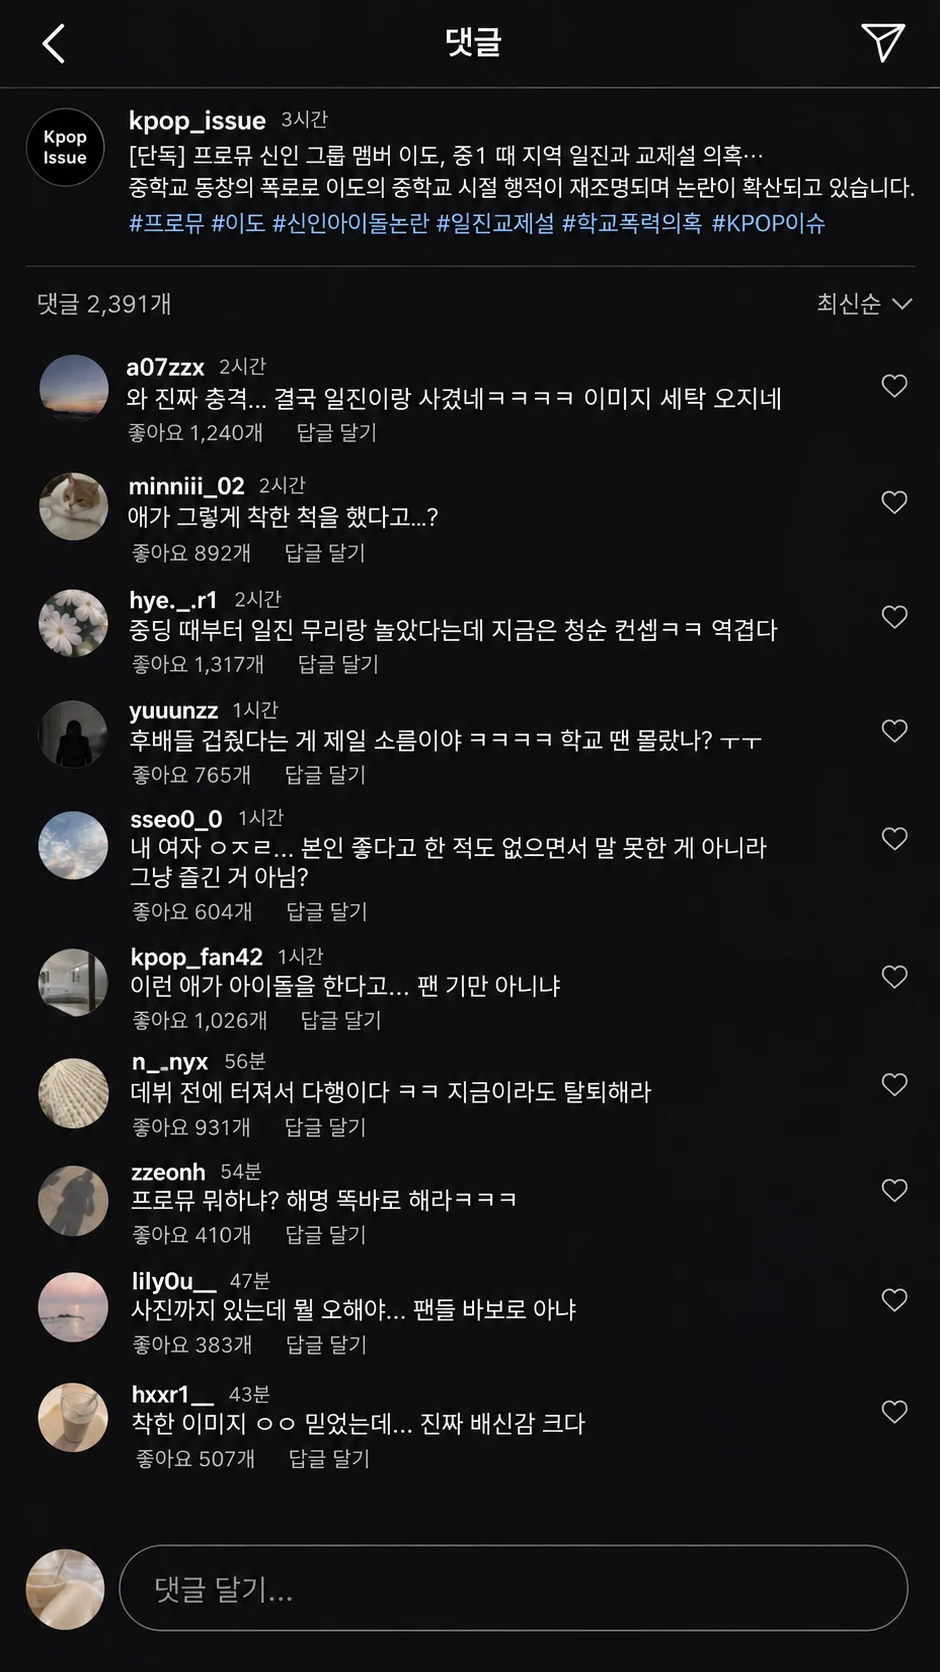 댓글
Kpop
Issue
kpop_issue 3시간
[단독] 프로뮤 신인 그룹 멤버 이도, 중1 때 지역 일진과 교제설 의혹…
중학교 동창의 폭로로 이도의 중학교 시절 행적이 재조명되며 논란이 확산되고 있습니다.
#프로뮤 #이도 #신인아이돌논란 #일진교제설 #학교폭력의혹 #KPOP이슈
댓글 2,391개 최신순
a07zzx 2시간
와 진짜 충격... 결국 일진이랑 사겼네ㅋㅋㅋㅋ 이미지 세탁 오지네
좋아요 1,240개 답글 달기
minniii_02 2시간
애가 그렇게 착한 척을 했다고...?
좋아요 892개 답글 달기
hye._.r1 2시간
중딩 때부터 일진 무리랑 놀았다는데 지금은 청순 컨셉ㅋㅋ 역겹다
좋아요 1,317개 답글 달기
yuuunzz 1시간
후배들 겁줬다는 게 제일 소름이야 ㅋㅋㅋㅋ 학교 땐 몰랐나? ㅜㅜ
좋아요 765개 답글 달기
sseo0_0 1시간
내 여자 ㅇㅈㄹ... 본인 좋다고 한 적도 없으면서 말 못한 게 아니라
그냥 즐긴 거 아님?
좋아요 604개 답글 달기
kpop_fan42 1시간
이런 애가 아이돌을 한다고... 팬 기만 아니냐
좋아요 1,026개 답글 달기
n__nyx 56분
데뷔 전에 터져서 다행이다 ㅋㅋ 지금이라도 탈퇴해라
좋아요 931개 답글 달기
zzeonh 54분
프로뮤 뭐하냐? 해명 똑바로 해라ㅋㅋㅋ
좋아요 410개 답글 달기
lily0u__ 47분
사진까지 있는데 뭘 오해야... 팬들 바보로 아냐
좋아요 383개 답글 달기
hxxr1__ 43분
착한 이미지 ㅇㅇ 믿었는데... 진짜 배신감 크다
좋아요 507개 답글 달기
댓글 달기...